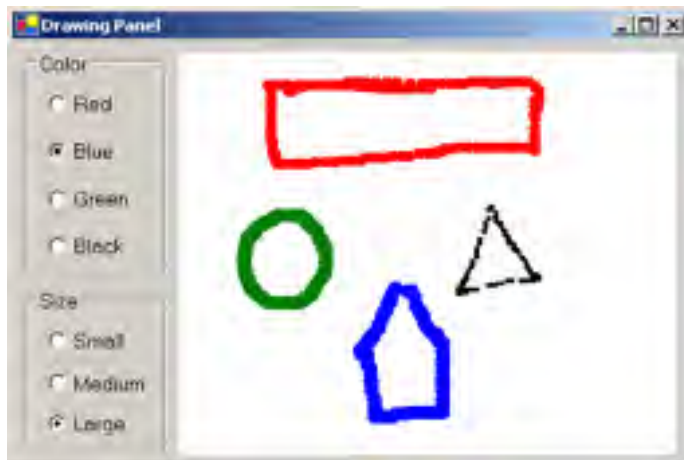 Drawing Panel
Color
Red
Blue
Green
Black
Size
Small
Medium
Large